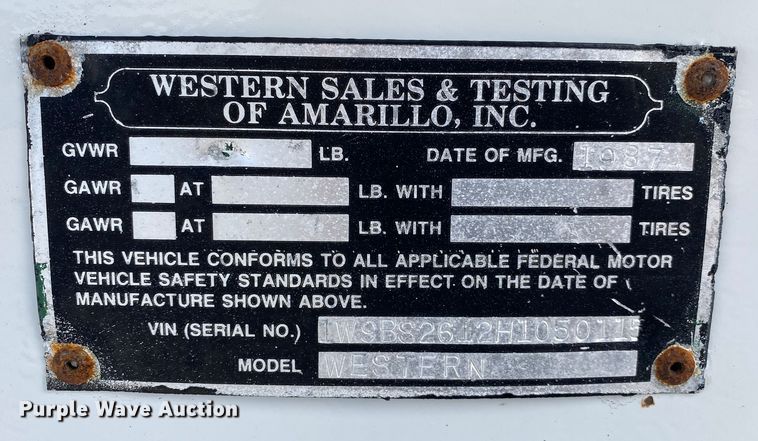 WESTERN SALES & TESTING
OF AMARILLO, INC.
GVWR LB. DATE OF MFG. 1987
GAWR AT LB. WITH TIRES
GAWR AT LB. WITH TIRES
THIS VEHICLE CONFORMS TO ALL APPLICABLE FEDERAL MOTOR
VEHICLE SAFETY STANDARDS IN EFFECT ON THE DATE OF
MANUFACTURE SHOWN ABOVE.
VIN (SERIAL NO.) 1W9BS2612H1050115
MODEL WESTERN
Purple Wave Auction